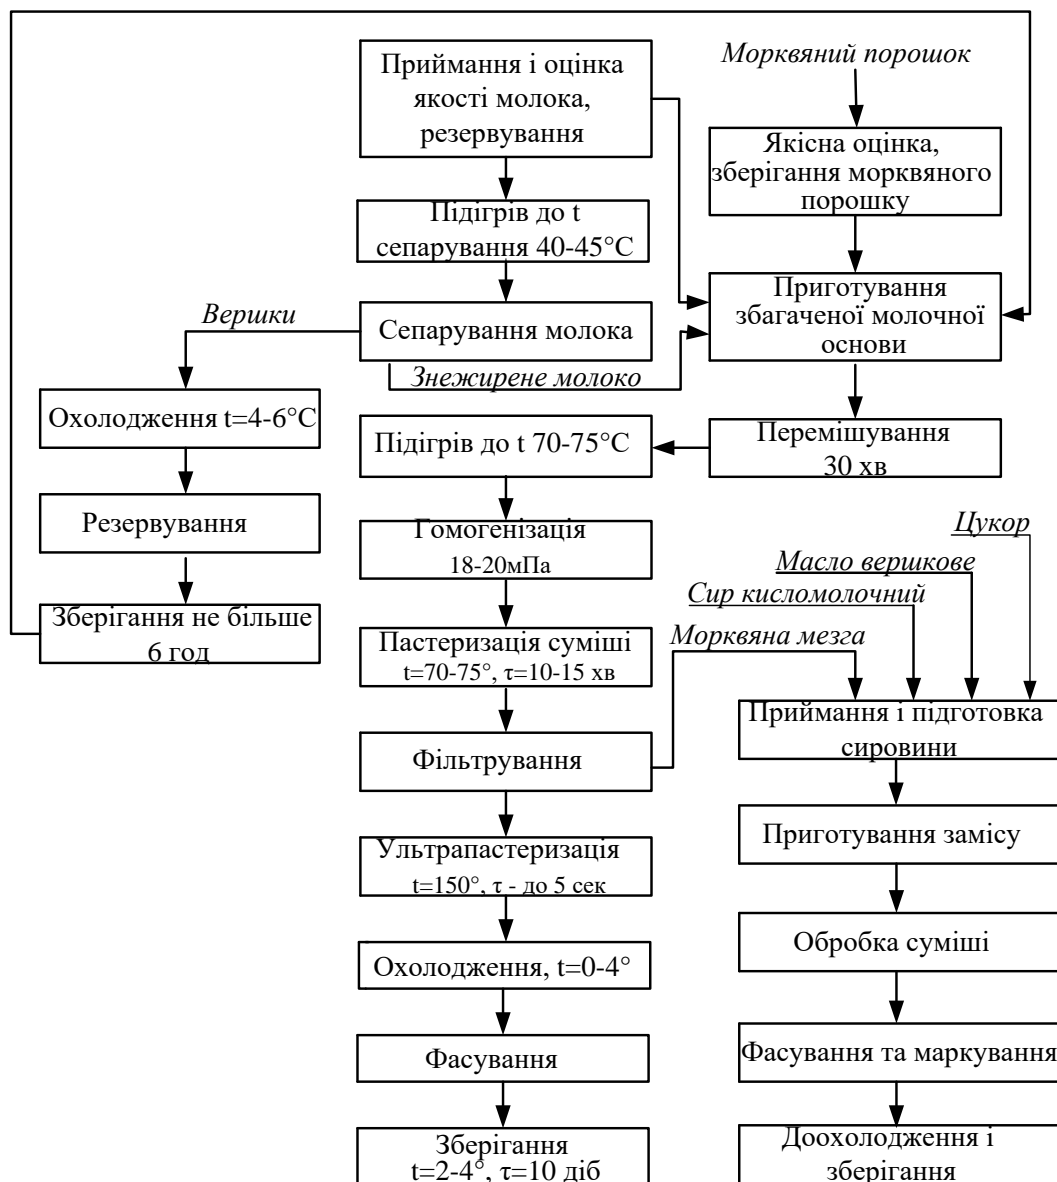 Приймання і оцінка
якості молока,
резервування
Морквяний порошок
Якісна оцінка,
зберігання морквяного
порошку
Підігрів до t
сепарування 40-45°С
Приготування
збагаченої молочної
основи
Вершки
Сепарування молока
Знежирене молоко
Охолодження t=4-6°С
Підігрів до t 70-75°С
Перемішування
30 хв
Резервування
Гомогенізація
18-20мПа
Цукор
Масло вершкове
Сир кисломолочний
Морквяна мезга
Зберігання не більше
6 год
Пастеризація суміші
t=70-75°, τ=10-15 хв
Приймання і підготовка
сировини
Фільтрування
Приготування замісу
Ультрапастеризація
t=150°, τ - до 5 сек
Обробка суміші
Охолодження, t=0-4°
Фасування
Фасування та маркування
Зберігання
t=2-4°, τ=10 діб
Доохолодження і
зберігання